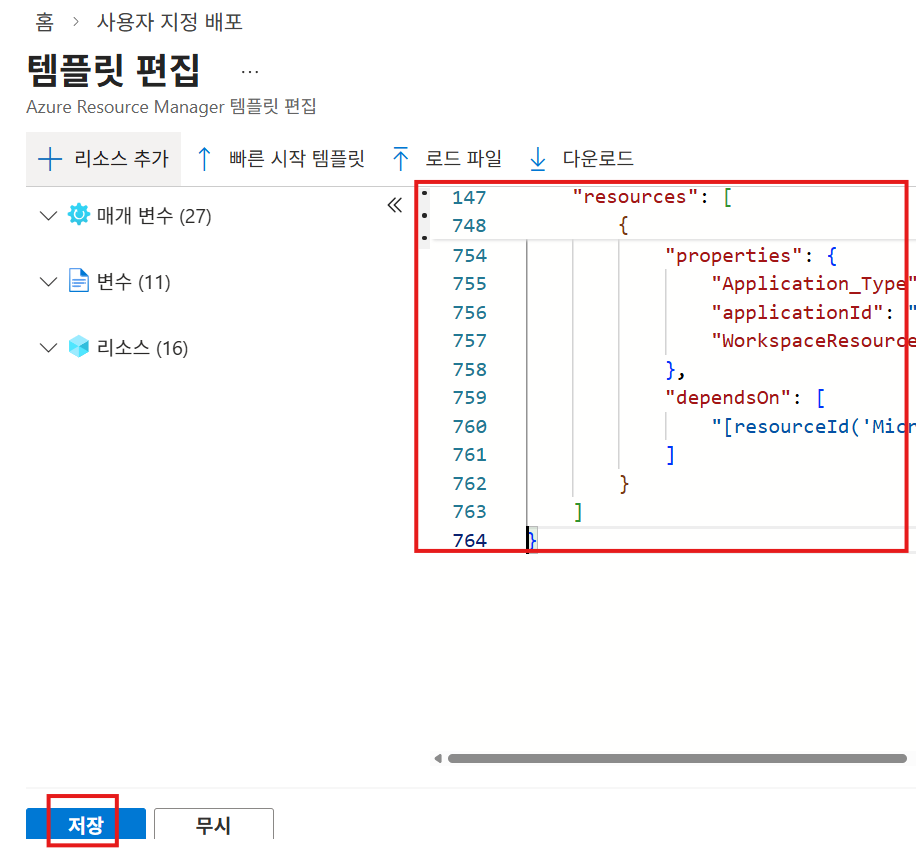 홈 > 사용자 지정 배포
템플릿 편집 ...
Azure Resource Manager 템플릿 편집
리소스 추가 빠른 시작 템플릿 로드 파일 다운로드
매개 변수 (27)
변수 (11)
리소스 (16)
147 "resources": [
748 {
754 "properties": {
755 "Application_Type"
756 "applicationId": "
757 "WorkspaceResource
758 },
759 "dependsOn": [
760 "[resourceId('Micr
761 ]
762 }
763 ]
764 }
저장 무시